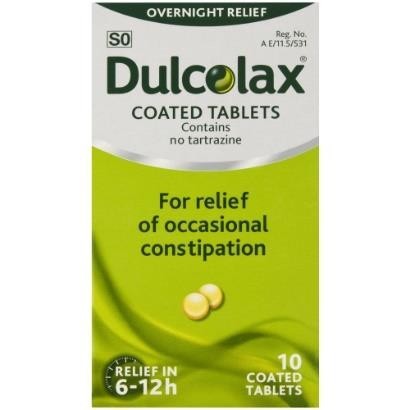 OVERNIGHT RELIEF
S0
Reg. No.
A E/11.5/531
Dulcolax®
COATED TABLETS
Contains
no tartrazine
For relief
of occasional
constipation
RELIEF IN
6-12h
10
COATED
TABLETS